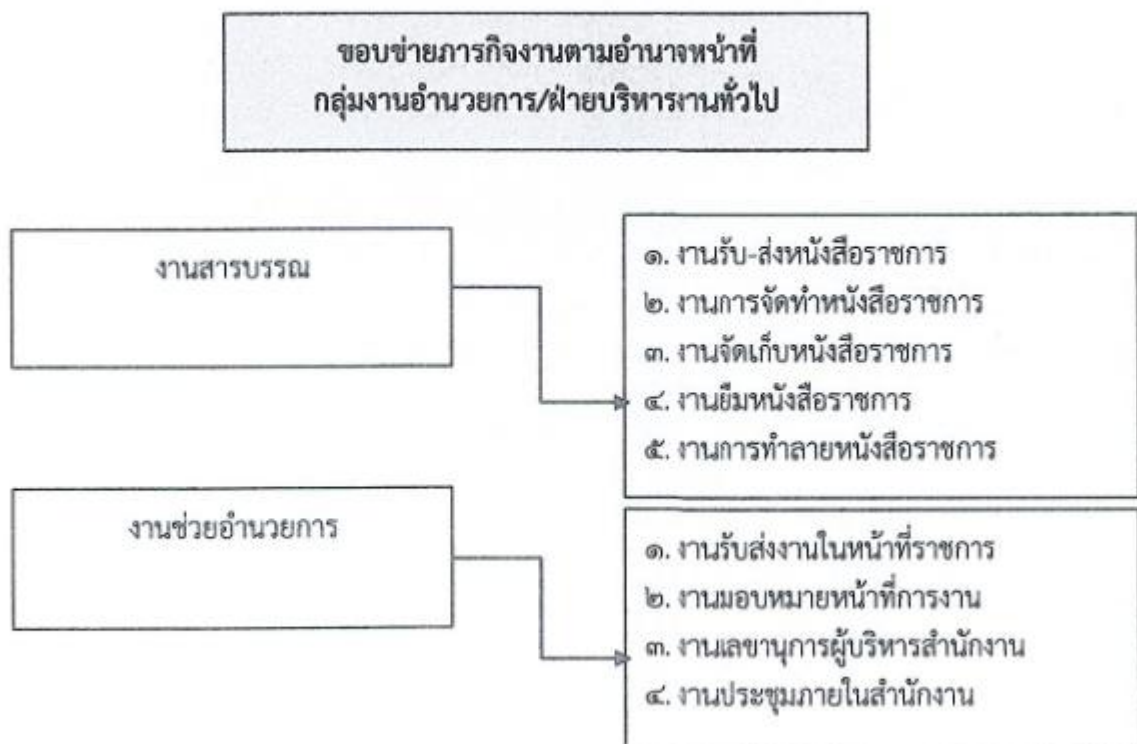 ขอบข่ายภารกิจงานตามอำนาจหน้าที่
กลุ่มงานอำนวยการ/ฝ่ายบริหารงานทั่วไป
งานสารบรรณ
๑. งานรับ-ส่งหนังสือราชการ
๒. งานการจัดทำหนังสือราชการ
๓. งานจัดเก็บหนังสือราชการ
๔. งานยืมหนังสือราชการ
๕. งานการทำลายหนังสือราชการ
งานช่วยอำนวยการ
๑. งานรับส่งงานในหน้าที่ราชการ
๒. งานมอบหมายหน้าที่การงาน
๓. งานเลขานุการผู้บริหารสำนักงาน
๔. งานประชุมภายในสำนักงาน